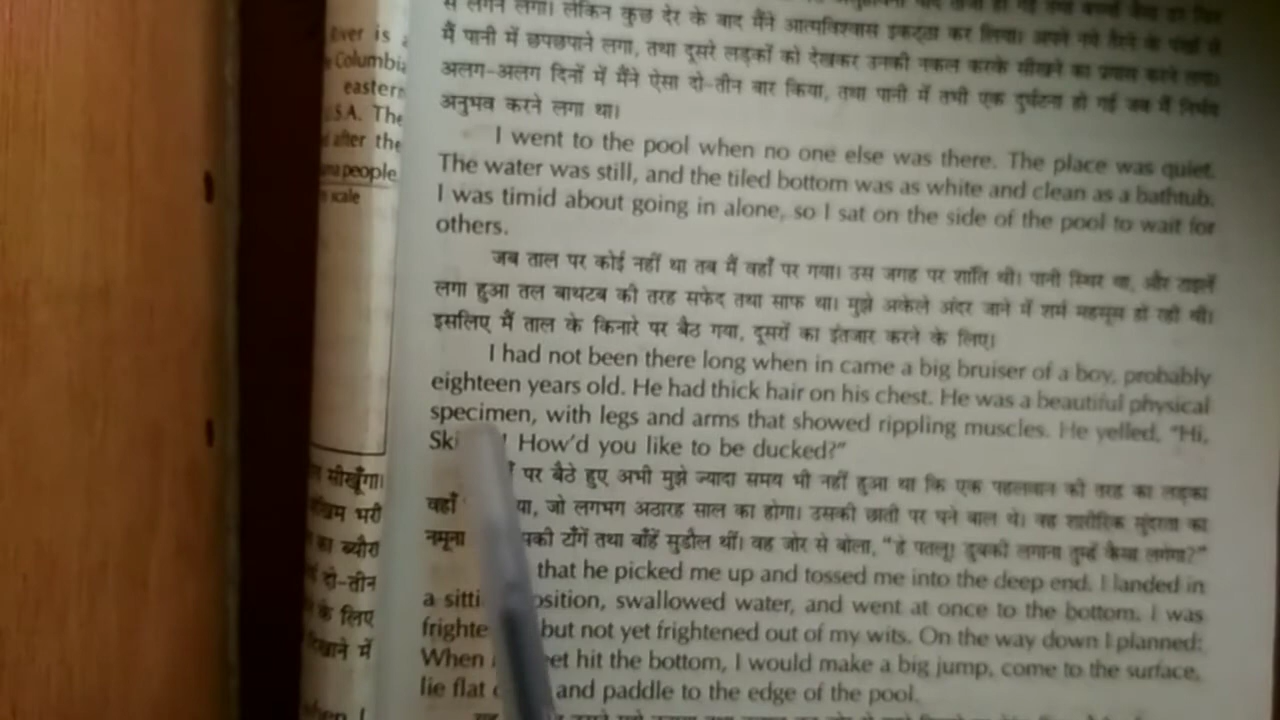 से लगने लगा। लेकिन कुछ देर के बाद मैंने आत्मविश्वास इकट्ठा कर लिया। अपने नये
मैं पानी में छपछपाने लगा, तथा दूसरे लड़कों को देखकर उनकी नकल करके सीखने का प्रयास करने लगा।
अलग-अलग दिनों में मैंने ऐसा दो-तीन बार किया, तथा पानी में तभी एक दुर्घटना हो गई जब मैं निर्भय
अनुभव करने लगा था।
I went to the pool when no one else was there. The place was quiet.
The water was still, and the tiled bottom was as white and clean as a bathtub.
I was timid about going in alone, so I sat on the side of the pool to wait for
others.
जब ताल पर कोई नहीं था तब मैं वहाँ पर गया। उस जगह पर शांति थी। पानी स्थिर था, और टाइलें
लगा हुआ तल बाथटब की तरह सफेद तथा साफ था। मुझे अकेले अंदर जाने में शर्म महसूस हो रही थी।
इसलिए मैं ताल के किनारे पर बैठ गया, दूसरों का इंतजार करने के लिए।
I had not been there long when in came a big bruiser of a boy, probably
eighteen years old. He had thick hair on his chest. He was a beautiful physical
specimen, with legs and arms that showed rippling muscles. He yelled, "Hi,
Ski ! How'd you like to be ducked?"
पर बैठे हुए अभी मुझे ज्यादा समय भी नहीं हुआ था कि एक पहलवान की तरह का लड़का
वहाँ या, जो लगभग अठारह साल का होगा। उसकी छाती पर घने बाल थे। वह शारीरिक सुंदरता का
नमूना सकी टाँगें तथा बाँहें सुडौल थीं। वह जोर से बोला, "हे पतलू! डुबकी लगाना तुम्हें कैसा लगेगा?"
that he picked me up and tossed me into the deep end. I landed in
a sitti osition, swallowed water, and went at once to the bottom. I was
frighte but not yet frightened out of my wits. On the way down I planned:
When eet hit the bottom, I would make a big jump, come to the surface,
lie flat and paddle to the edge of the pool.
iver is
Columbia
eastern
U.S.A. The
after the
people
scale
सीखूँगा।
जोखिम भरी
का ब्यौरा
दो-तीन
के लिए
दिखाने में
when I